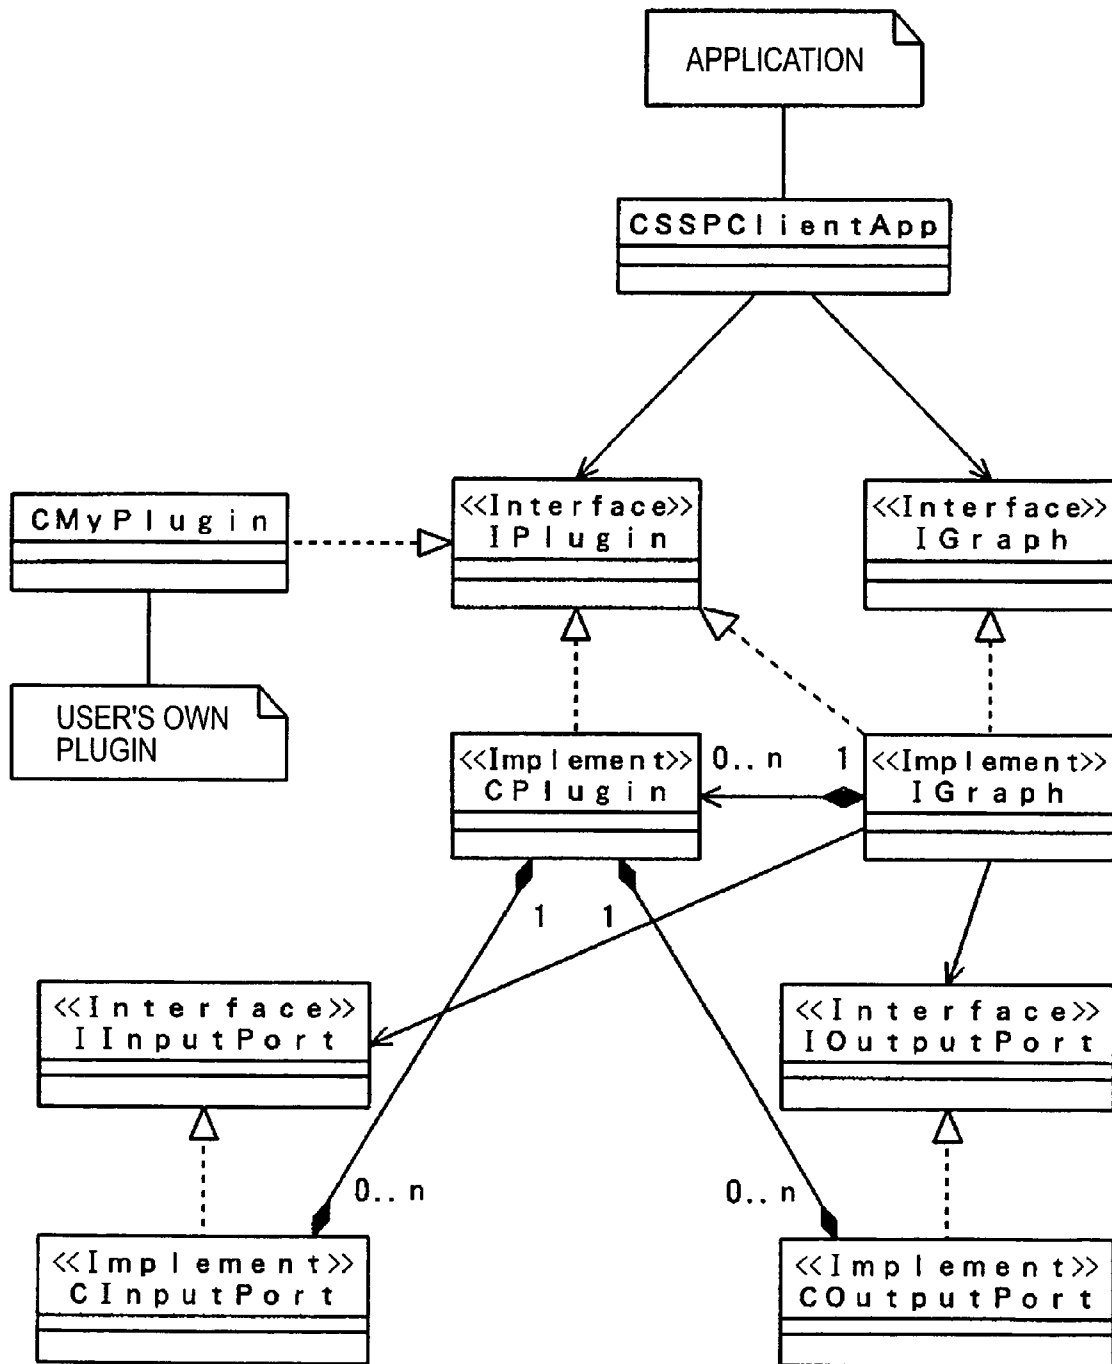 APPLICATION
CSSPClientApp
<<Interface>>
IPlugin
<<Interface>>
IGraph
CMyPlugin
USER'S OWN
PLUGIN
<<Implement>>
CPlugin
0..n
1
<<Implement>>
IGraph
1
1
<<Interface>>
IInputPort
<<Interface>>
IOutputPort
0..n
0..n
<<Implement>>
CInputPort
<<Implement>>
COutputPort